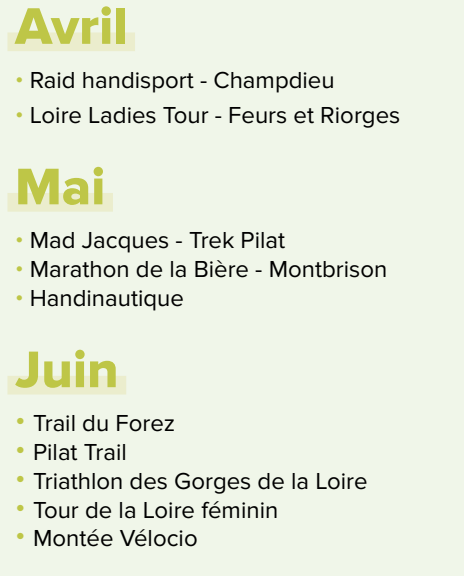 Avril
• Raid handisport - Champdieu
• Loire Ladies Tour - Feurs et Riorges
Mai
• Mad Jacques - Trek Pilat
• Marathon de la Bière - Montbrison
• Handinautique
Juin
• Trail du Forez
• Pilat Trail
• Triathlon des Gorges de la Loire
• Tour de la Loire féminin
• Montée Vélocio